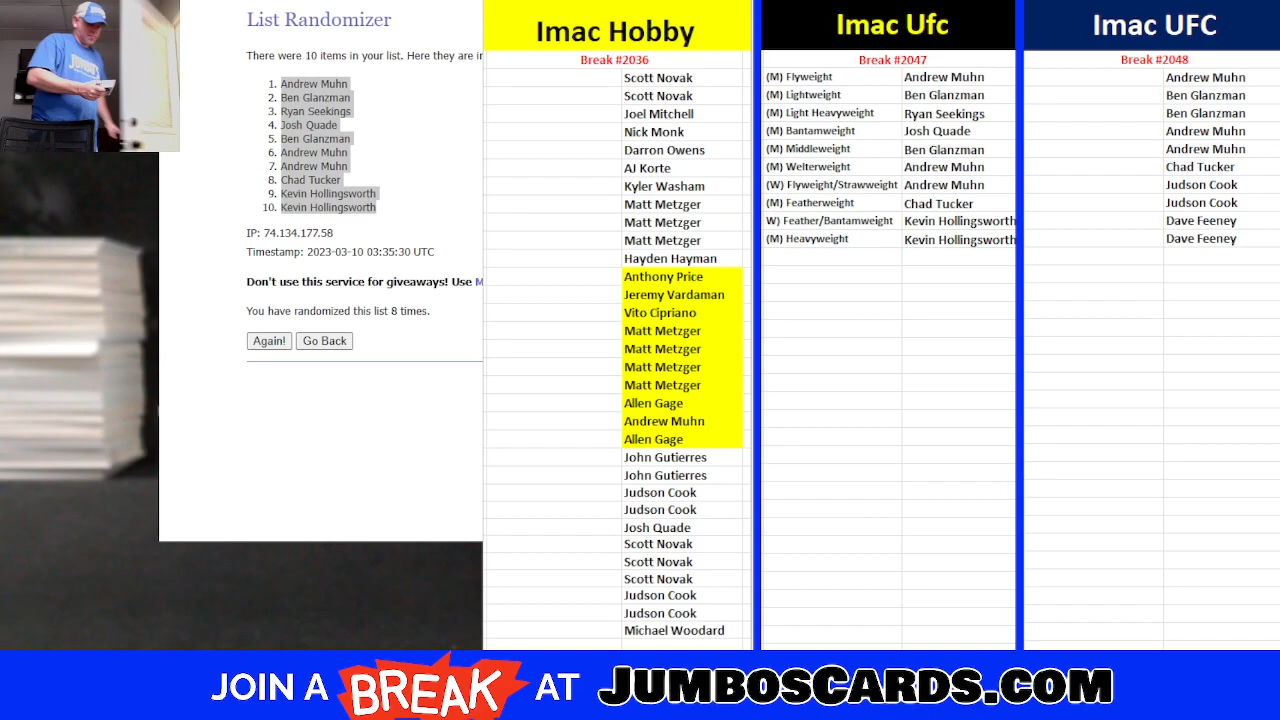 List Randomizer
There were 10 items in your list. Here they are i
1. Andrew Muhn
2. Ben Glanzman
3. Ryan Seekings
4. Josh Quade
5. Ben Glanzman
6. Andrew Muhn
7. Andrew Muhn
8. Chad Tucker
9. Kevin Hollingsworth
10. Kevin Hollingsworth
IP: 74.134.177.58
Timestamp: 2023-03-10 03:35:30 UTC
Don't use this service for giveaways! Use M
You have randomized this list 8 times.
Again! Go Back
Imac Hobby
Break #2036
Scott Novak
Scott Novak
Joel Mitchell
Nick Monk
Darron Owens
AJ Korte
Kyler Washam
Matt Metzger
Matt Metzger
Matt Metzger
Hayden Hayman
Anthony Price
Jeremy Vardaman
Vito Cipriano
Matt Metzger
Matt Metzger
Matt Metzger
Matt Metzger
Allen Gage
Andrew Muhn
Allen Gage
John Gutierres
John Gutierres
Judson Cook
Judson Cook
Josh Quade
Scott Novak
Scott Novak
Scott Novak
Judson Cook
Judson Cook
Michael Woodard
Imac Ufc
Break #2047
(M) Flyweight Andrew Muhn
(M) Lightweight Ben Glanzman
(M) Light Heavyweight Ryan Seekings
(M) Bantamweight Josh Quade
(M) Middleweight Ben Glanzman
(M) Welterweight Andrew Muhn
(W) Flyweight/Strawweight Andrew Muhn
(M) Featherweight Chad Tucker
W) Feather/Bantamweight Kevin Hollingsworth
(M) Heavyweight Kevin Hollingsworth
Imac UFC
Break #2048
Andrew Muhn
Ben Glanzman
Ben Glanzman
Andrew Muhn
Andrew Muhn
Chad Tucker
Judson Cook
Judson Cook
Dave Feeney
Dave Feeney
JOIN A BREAK AT JUMBOSCARDS.COM